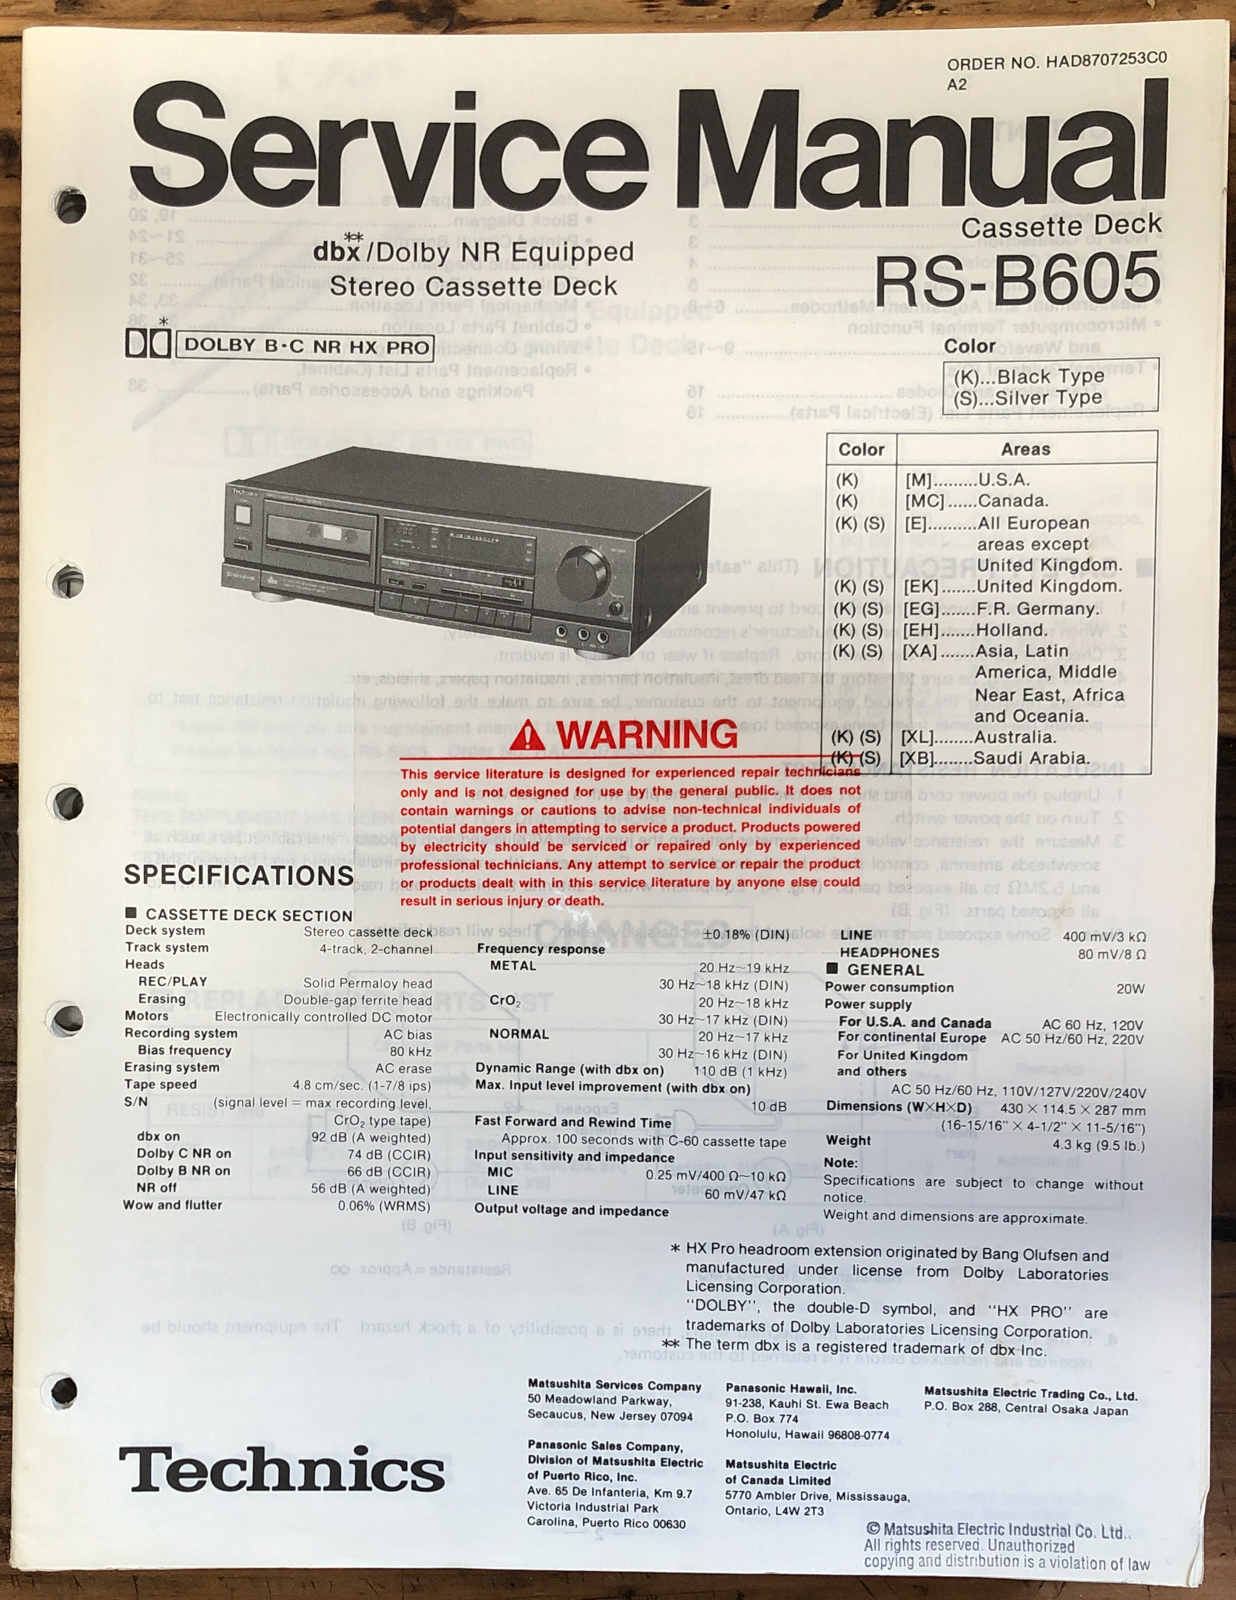 ORDER NO. HAD8707253C0
A2
Service Manual
Cassette Deck
RS-B605
dbx**/Dolby NR Equipped
Stereo Cassette Deck
*
DOLBY B·C NR HX PRO
Color
(K)...Black Type
(S)...Silver Type
Color Areas
(K) [M].........U.S.A.
(K) [MC].....Canada.
(K) (S) [E].........All European
areas except
United Kingdom.
(K) (S) [EK].......United Kingdom.
(K) (S) [EG].......F.R. Germany.
(K) (S) [EH].......Holland.
(K) (S) [XA].......Asia, Latin
America, Middle
Near East, Africa
and Oceania.
(K) (S) [XL]........Australia.
(K) (S) [XB]........Saudi Arabia.
Technics
WARNING
This service literature is designed for experienced repair technicians
only and is not designed for use by the general public. It does not
contain warnings or cautions to advise non-technical individuals of
potential dangers in attempting to service a product. Products powered
by electricity should be serviced or repaired only by experienced
professional technicians. Any attempt to service or repair the product
or products dealt with in this service literature by anyone else could
result in serious injury or death.
SPECIFICATIONS
■ CASSETTE DECK SECTION
Deck system Stereo cassette deck
Track system 4-track, 2-channel
Heads
REC/PLAY Solid Permaloy head
Erasing Double-gap ferrite head
Motors Electronically controlled DC motor
Recording system AC bias
Bias frequency 80 kHz
Erasing system AC erase
Tape speed 4.8 cm/sec. (1-7/8 ips)
S/N (signal level = max recording level,
CrO₂ type tape)
dbx on 92 dB (A weighted)
Dolby C NR on 74 dB (CCIR)
Dolby B NR on 66 dB (CCIR)
NR off 56 dB (A weighted)
Wow and flutter 0.06% (WRMS)
±0.18% (DIN)
Frequency response
METAL 20 Hz~19 kHz
30 Hz~18 kHz (DIN)
CrO₂ 20 Hz~18 kHz
30 Hz~17 kHz (DIN)
NORMAL 20 Hz~17 kHz
30 Hz~16 kHz (DIN)
Dynamic Range (with dbx on) 110 dB (1 kHz)
Max. Input level improvement (with dbx on)
10 dB
Fast Forward and Rewind Time
Approx. 100 seconds with C-60 cassette tape
Input sensitivity and impedance
MIC 0.25 mV/400 Ω~10 kΩ
LINE 60 mV/47 kΩ
Output voltage and impedance
LINE 400 mV/3 kΩ
HEADPHONES 80 mV/8 Ω
■ GENERAL
Power consumption 20W
Power supply
For U.S.A. and Canada AC 60 Hz, 120V
For continental Europe AC 50 Hz/60 Hz, 220V
For United Kingdom
and others
AC 50 Hz/60 Hz, 110V/127V/220V/240V
Dimensions (W×H×D) 430 × 114.5 × 287 mm
(16-15/16" × 4-1/2" × 11-5/16")
Weight 4.3 kg (9.5 lb.)
Note:
Specifications are subject to change without
notice.
Weight and dimensions are approximate.
* HX Pro headroom extension originated by Bang Olufsen and
manufactured under license from Dolby Laboratories
Licensing Corporation.
"DOLBY", the double-D symbol, and "HX PRO" are
trademarks of Dolby Laboratories Licensing Corporation.
** The term dbx is a registered trademark of dbx Inc.
Technics
Matsushita Services Company
50 Meadowland Parkway,
Secaucus, New Jersey 07094
Panasonic Sales Company,
Division of Matsushita Electric
of Puerto Rico, Inc.
Ave. 65 De Infanteria, Km 9.7
Victoria Industrial Park
Carolina, Puerto Rico 00630
Panasonic Hawaii, Inc.
91-238, Kauhi St. Ewa Beach
P.O. Box 774
Honolulu, Hawaii 96808-0774
Matsushita Electric
of Canada Limited
5770 Ambler Drive, Mississauga,
Ontario, L4W 2T3
Matsushita Electric Trading Co., Ltd.
P.O. Box 288, Central Osaka Japan
© Matsushita Electric Industrial Co. Ltd..
All rights reserved. Unauthorized
copying and distribution is a violation of law